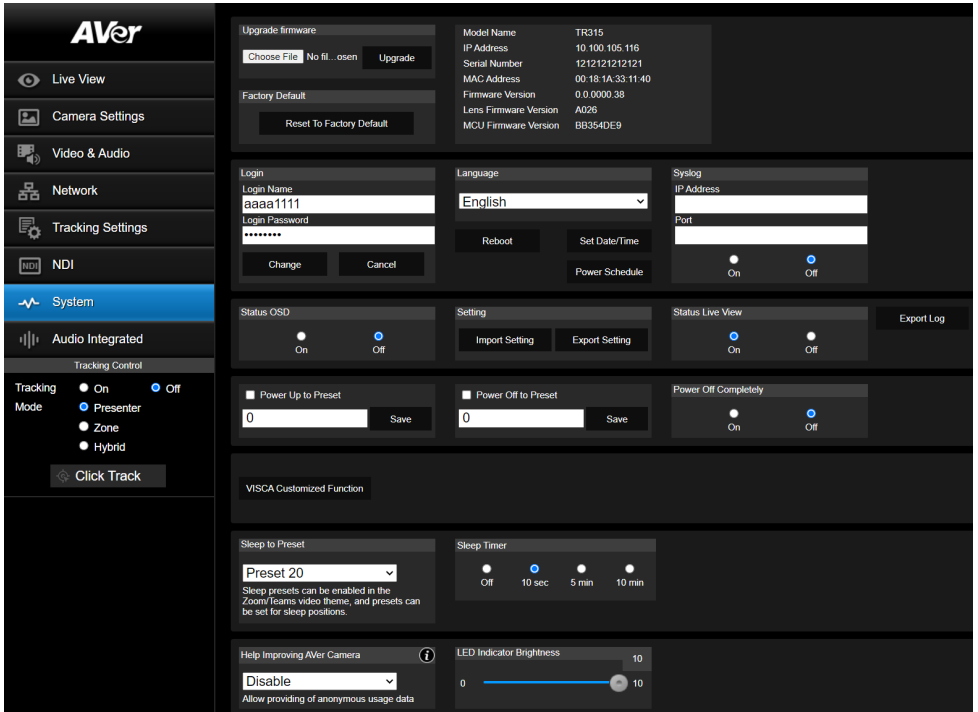 AVer
Live View
Camera Settings
Video & Audio
Network
Tracking Settings
NDI NDI
System
Audio Integrated
Tracking Control
Tracking On Off
Mode Presenter
Zone
Hybrid
Click Track
Upgrade firmware
Choose File No fil...osen Upgrade
Factory Default
Reset To Factory Default
Model Name TR315
IP Address 10.100.105.116
Serial Number 1212121212121
MAC Address 00:18:1A:33:11:40
Firmware Version 0.0.0000.38
Lens Firmware Version A026
MCU Firmware Version BB354DE9
Login
Login Name
aaaa1111
Login Password
••••••••
Change Cancel
Language
English
Reboot Set Date/Time
Power Schedule
Syslog
IP Address
Port
On Off
Status OSD
On Off
Setting
Import Setting Export Setting
Status Live View
On Off
Export Log
Power Up to Preset
0 Save
Power Off to Preset
0 Save
Power Off Completely
On Off
VISCA Customized Function
Sleep to Preset
Preset 20
Sleep presets can be enabled in the
Zoom/Teams video theme, and presets can
be set for sleep positions.
Sleep Timer
Off 10 sec 5 min 10 min
Help Improving AVer Camera i
Disable
Allow providing of anonymous usage data
LED Indicator Brightness
10
0 10